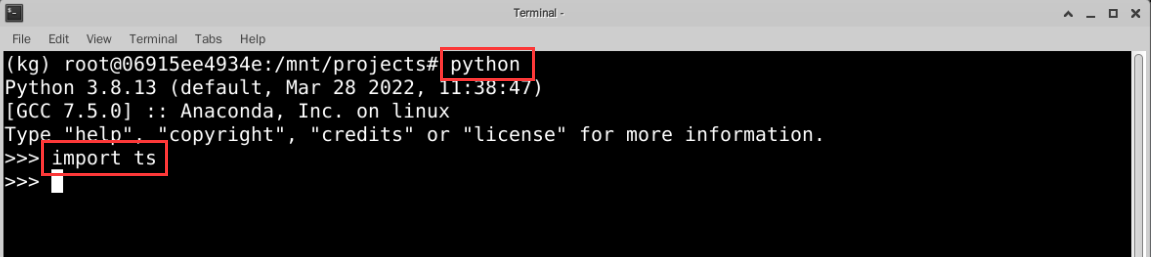 Terminal -
File Edit View Terminal Tabs Help
(kg) root@06915ee4934e:/mnt/projects# python
Python 3.8.13 (default, Mar 28 2022, 11:38:47)
[GCC 7.5.0] :: Anaconda, Inc. on linux
Type "help", "copyright", "credits" or "license" for more information.
>>> import ts
>>>